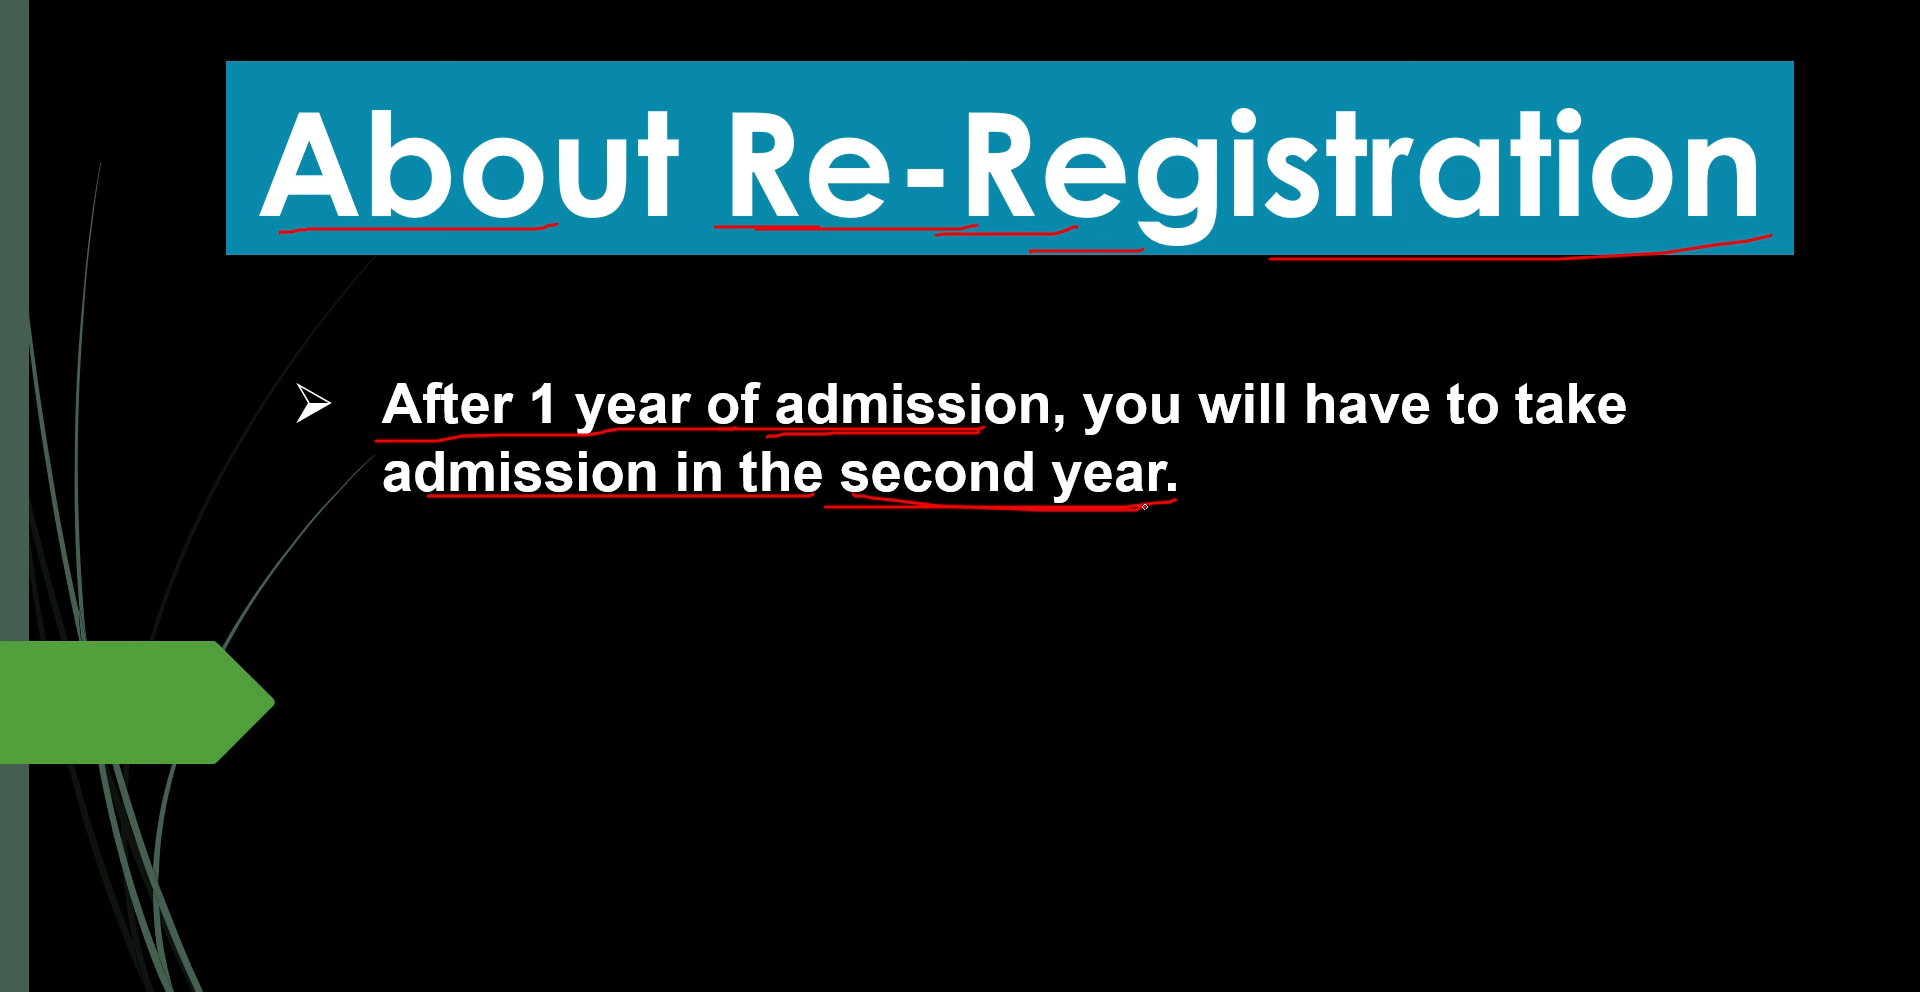 About Re-Registration
➢ After 1 year of admission, you will have to take
admission in the second year.